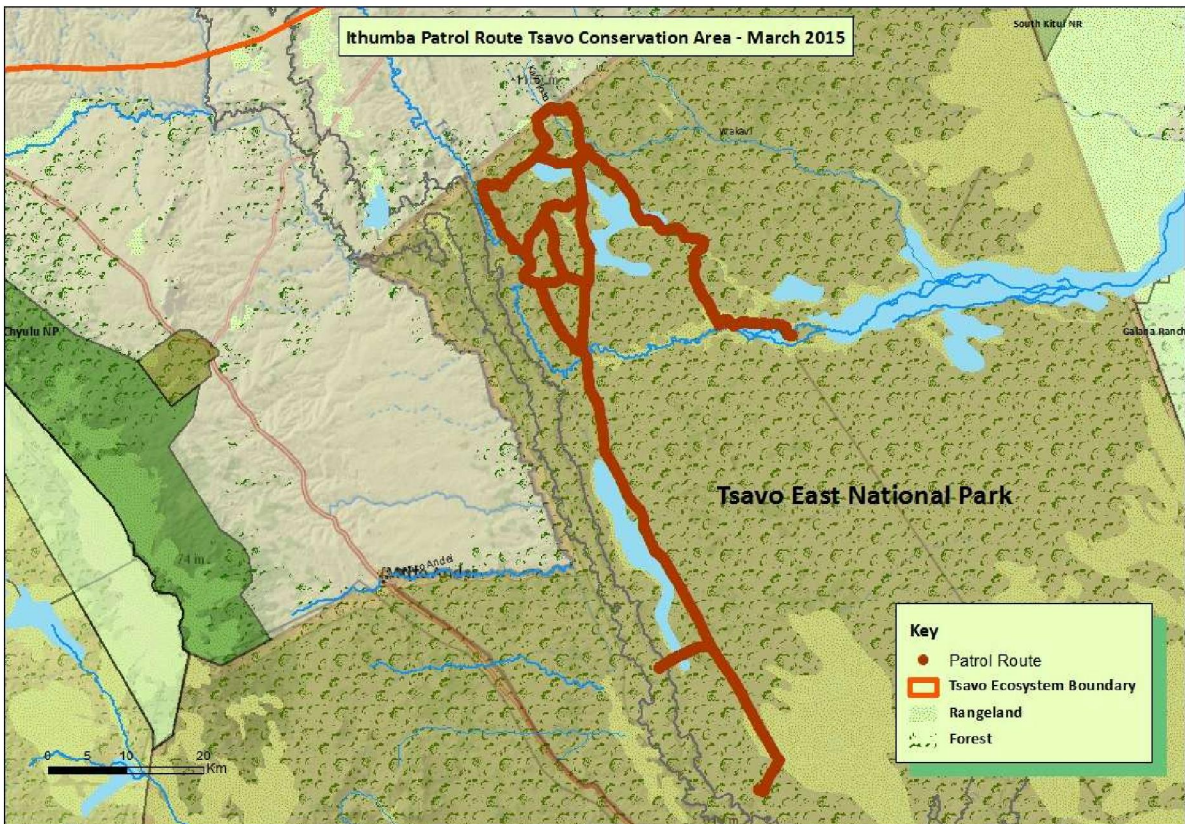 Ithumba Patrol Route Tsavo Conservation Area - March 2015
South Kitui NR
Chyulu NP
Galana Ranch
74 m
Tsavo East National Park
Key
Patrol Route
Tsavo Ecosystem Boundary
Rangeland
Forest
0 5 10 20
Km